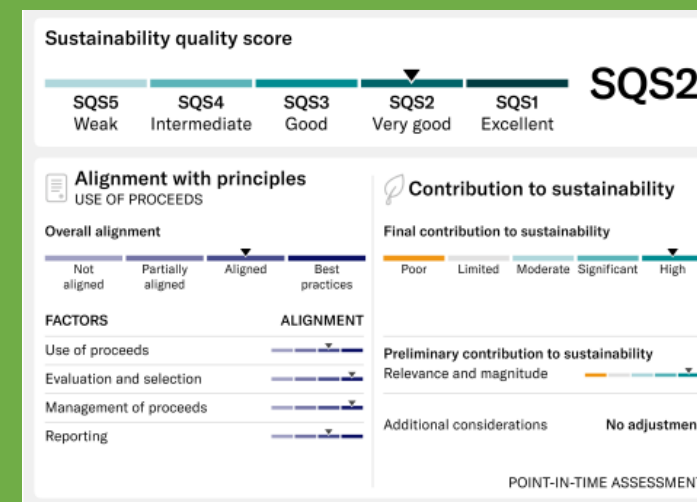 Sustainability quality score
SQS2
SQS5 SQS4 SQS3 SQS2 SQS1
Weak Intermediate Good Very good Excellent
Alignment with principles
USE OF PROCEEDS
Overall alignment
Not aligned
Partially aligned
Aligned
Best practices
FACTORS ALIGNMENT
Use of proceeds
Evaluation and selection
Management of proceeds
Reporting
Contribution to sustainability
Final contribution to sustainability
Poor Limited Moderate Significant High
Preliminary contribution to sustainability
Relevance and magnitude
Additional considerations No adjustmen
POINT-IN-TIME ASSESSMENT